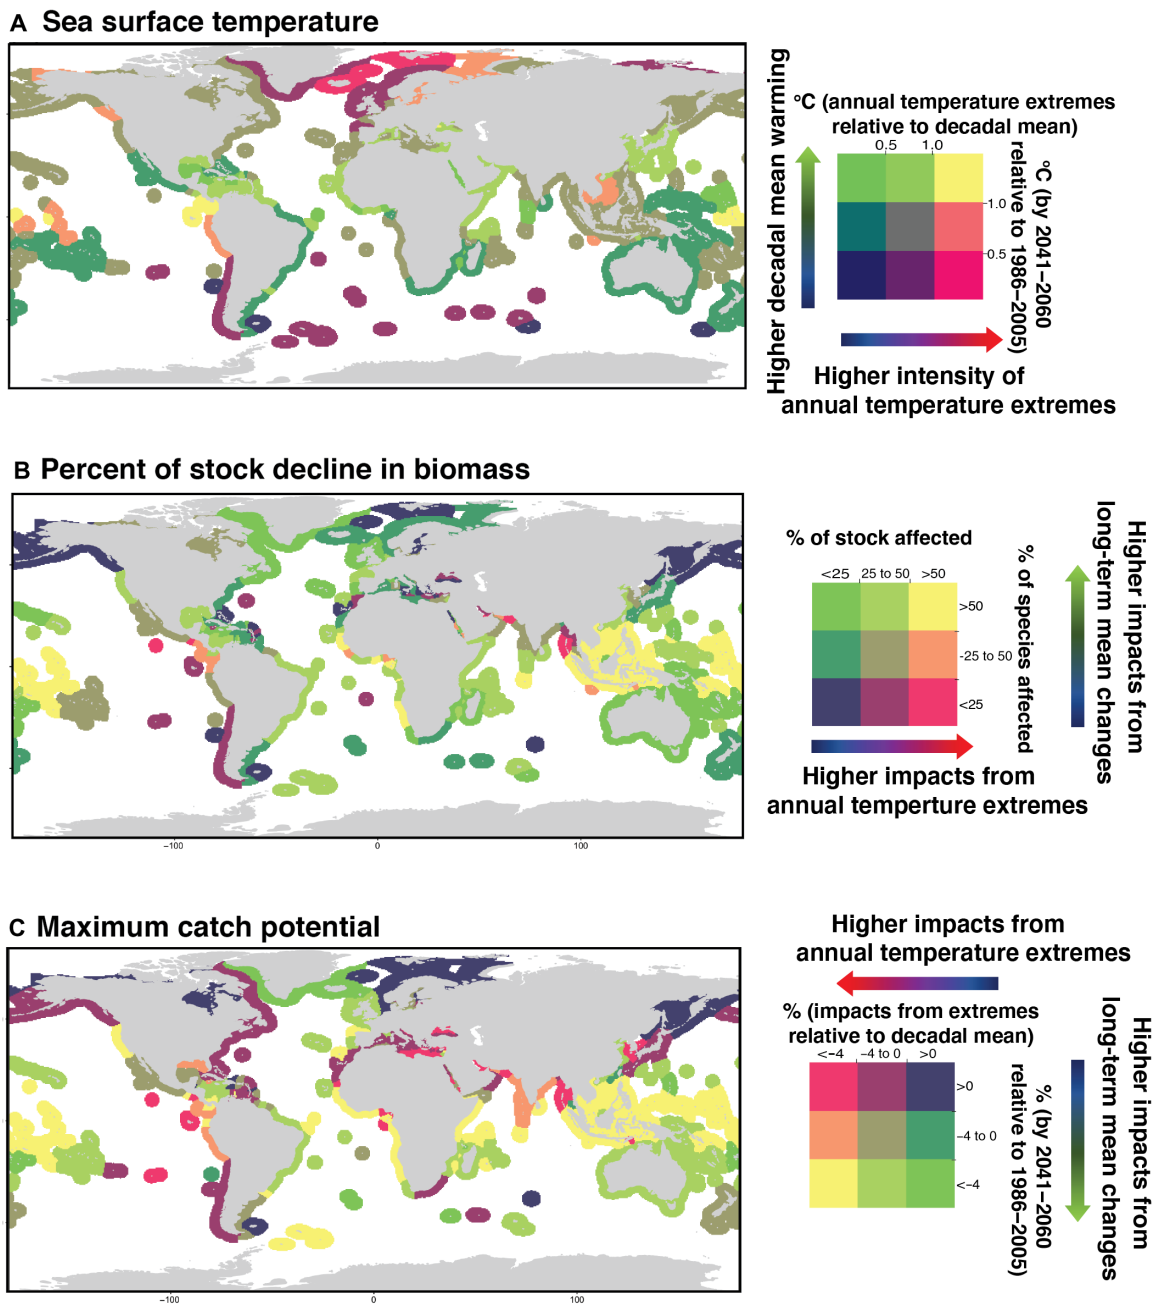 A Sea surface temperature
Higher decadal mean warming
°C (annual temperature extremes
relative to decadal mean)
0.5 1.0
1.0
0.5
°C (by 2041–2060
relative to 1986–2005)
Higher intensity of
annual temperature extremes
B Percent of stock decline in biomass
% of stock affected
<25 25 to 50 >50
>50
25 to 50
<25
% of species affected
Higher impacts from
long-term mean changes
Higher impacts from
annual temperture extremes
−100 0 100
C Maximum catch potential
Higher impacts from
annual temperature extremes
% (impacts from extremes
relative to decadal mean)
<−4 −4 to 0 >0
>0
−4 to 0
<−4
% (by 2041–2060
relative to 1986–2005)
Higher impacts from
long-term mean changes
−100 0 100